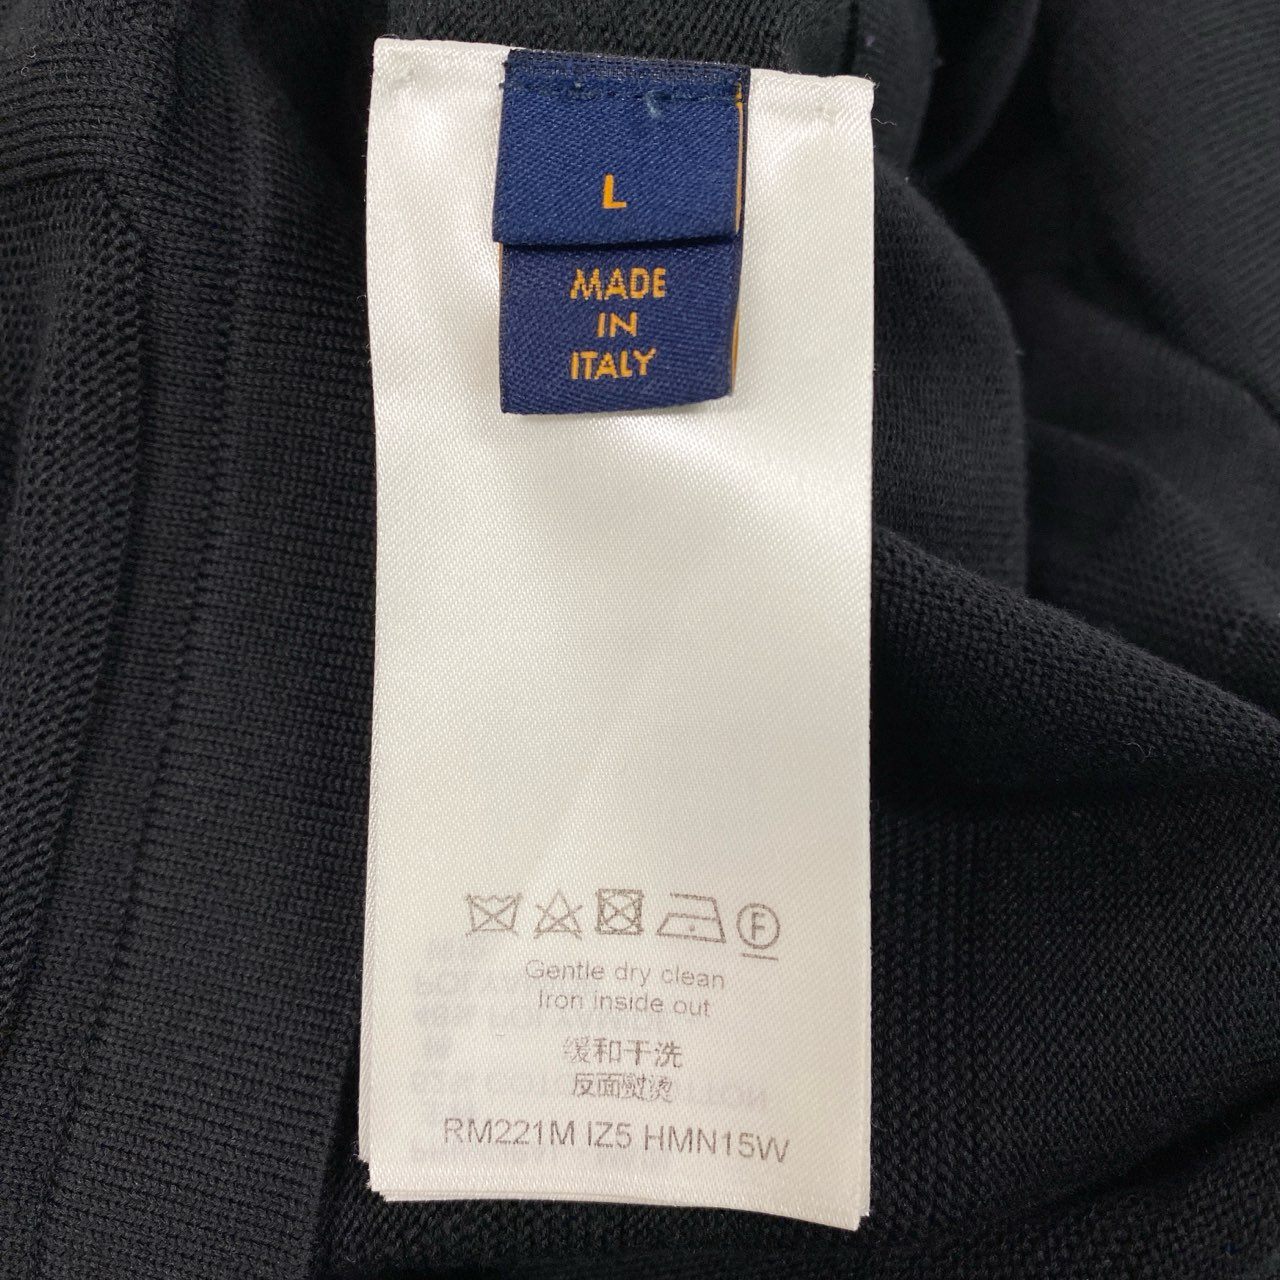 L
MADE
IN
ITALY
F
Gentle dry clean
Iron inside out
缓和干洗
反面熨烫
RM221M IZ5 HMN15W